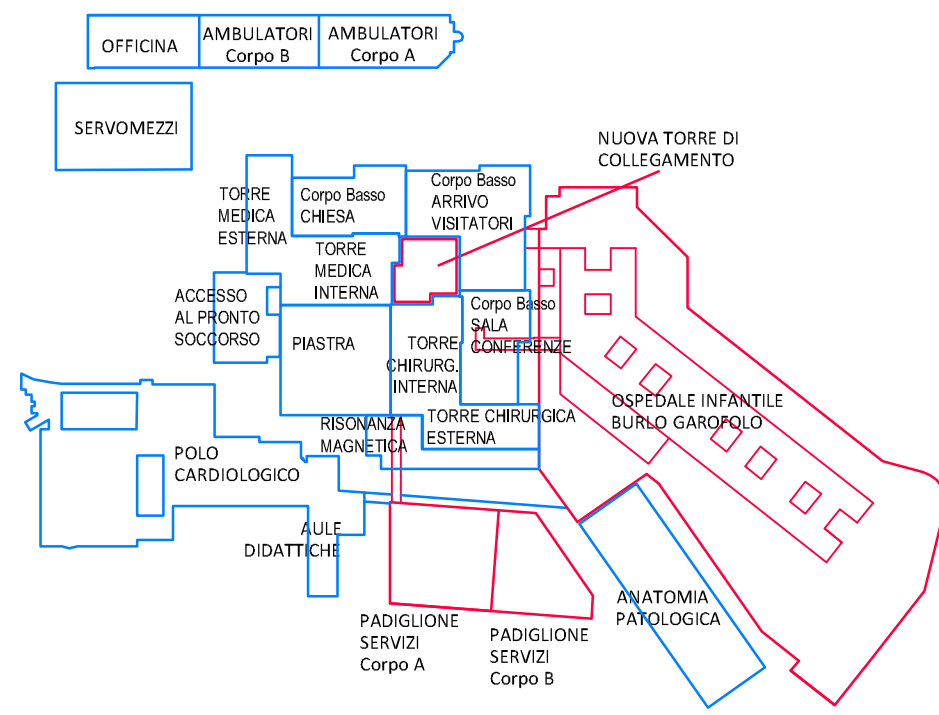 OFFICINA
AMBULATORI
Corpo B
AMBULATORI
Corpo A
SERVOMEZZI
NUOVA TORRE DI
COLLEGAMENTO
TORRE
MEDICA
ESTERNA
Corpo Basso
CHIESA
Corpo Basso
ARRIVO
VISITATORI
TORRE
MEDICA
INTERNA
ACCESSO
AL PRONTO
SOCCORSO
PIASTRA
TORRE
CHIRURG.
INTERNA
Corpo Basso
SALA
CONFERENZE
OSPEDALE INFANTILE
BURLO GAROFOLO
RISONANZA
MAGNETICA
TORRE CHIRURGICA
ESTERNA
POLO
CARDIOLOGICO
AULE
DIDATTICHE
ANATOMIA
PATOLOGICA
PADIGLIONE
SERVIZI
Corpo A
PADIGLIONE
SERVIZI
Corpo B